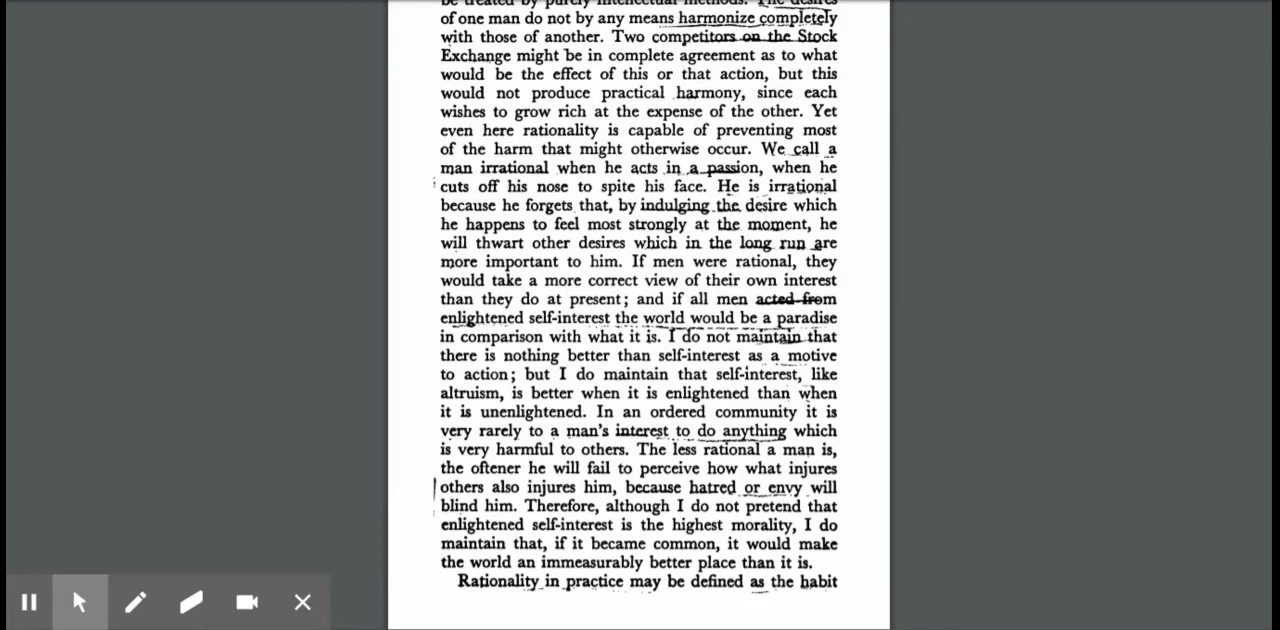 be treated by purely intellectual methods. The desires
of one man do not by any means harmonize completely
with those of another. Two competitors on the Stock
Exchange might be in complete agreement as to what
would be the effect of this or that action, but this
would not produce practical harmony, since each
wishes to grow rich at the expense of the other. Yet
even here rationality is capable of preventing most
of the harm that might otherwise occur. We call a
man irrational when he acts in a passion, when he
cuts off his nose to spite his face. He is irrational
because he forgets that, by indulging the desire which
he happens to feel most strongly at the moment, he
will thwart other desires which in the long run are
more important to him. If men were rational, they
would take a more correct view of their own interest
than they do at present; and if all men acted from
enlightened self-interest the world would be a paradise
in comparison with what it is. I do not maintain that
there is nothing better than self-interest as a motive
to action; but I do maintain that self-interest, like
altruism, is better when it is enlightened than when
it is unenlightened. In an ordered community it is
very rarely to a man's interest to do anything which
is very harmful to others. The less rational a man is,
the oftener he will fail to perceive how what injures
others also injures him, because hatred or envy will
blind him. Therefore, although I do not pretend that
enlightened self-interest is the highest morality, I do
maintain that, if it became common, it would make
the world an immeasurably better place than it is.
Rationality in practice may be defined as the habit